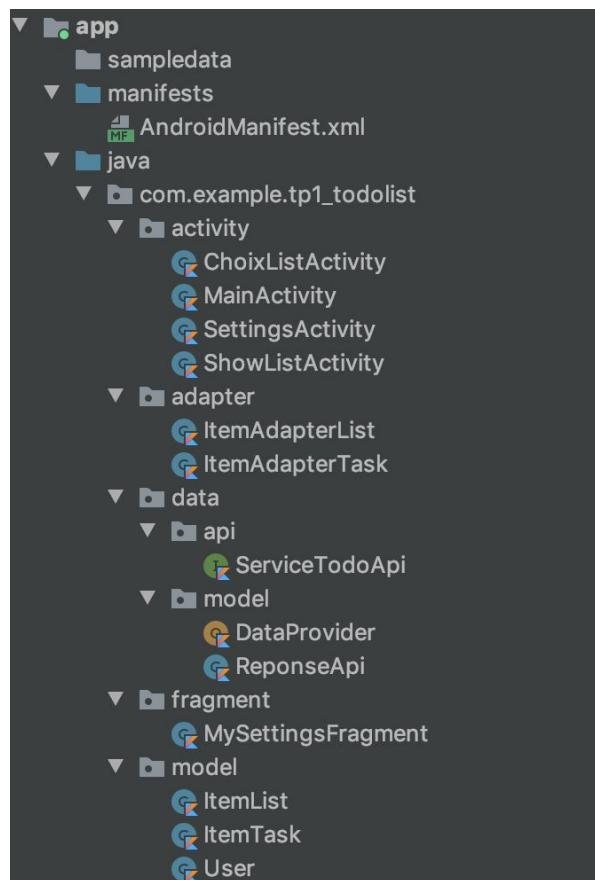 app
sampledata
manifests
MF AndroidManifest.xml
java
com.example.tp1_todolist
activity
ChoixListActivity
MainActivity
SettingsActivity
ShowListActivity
adapter
ItemAdapterList
ItemAdapterTask
data
api
ServiceTodoApi
model
DataProvider
ReponseApi
fragment
MySettingsFragment
model
ItemList
ItemTask
User